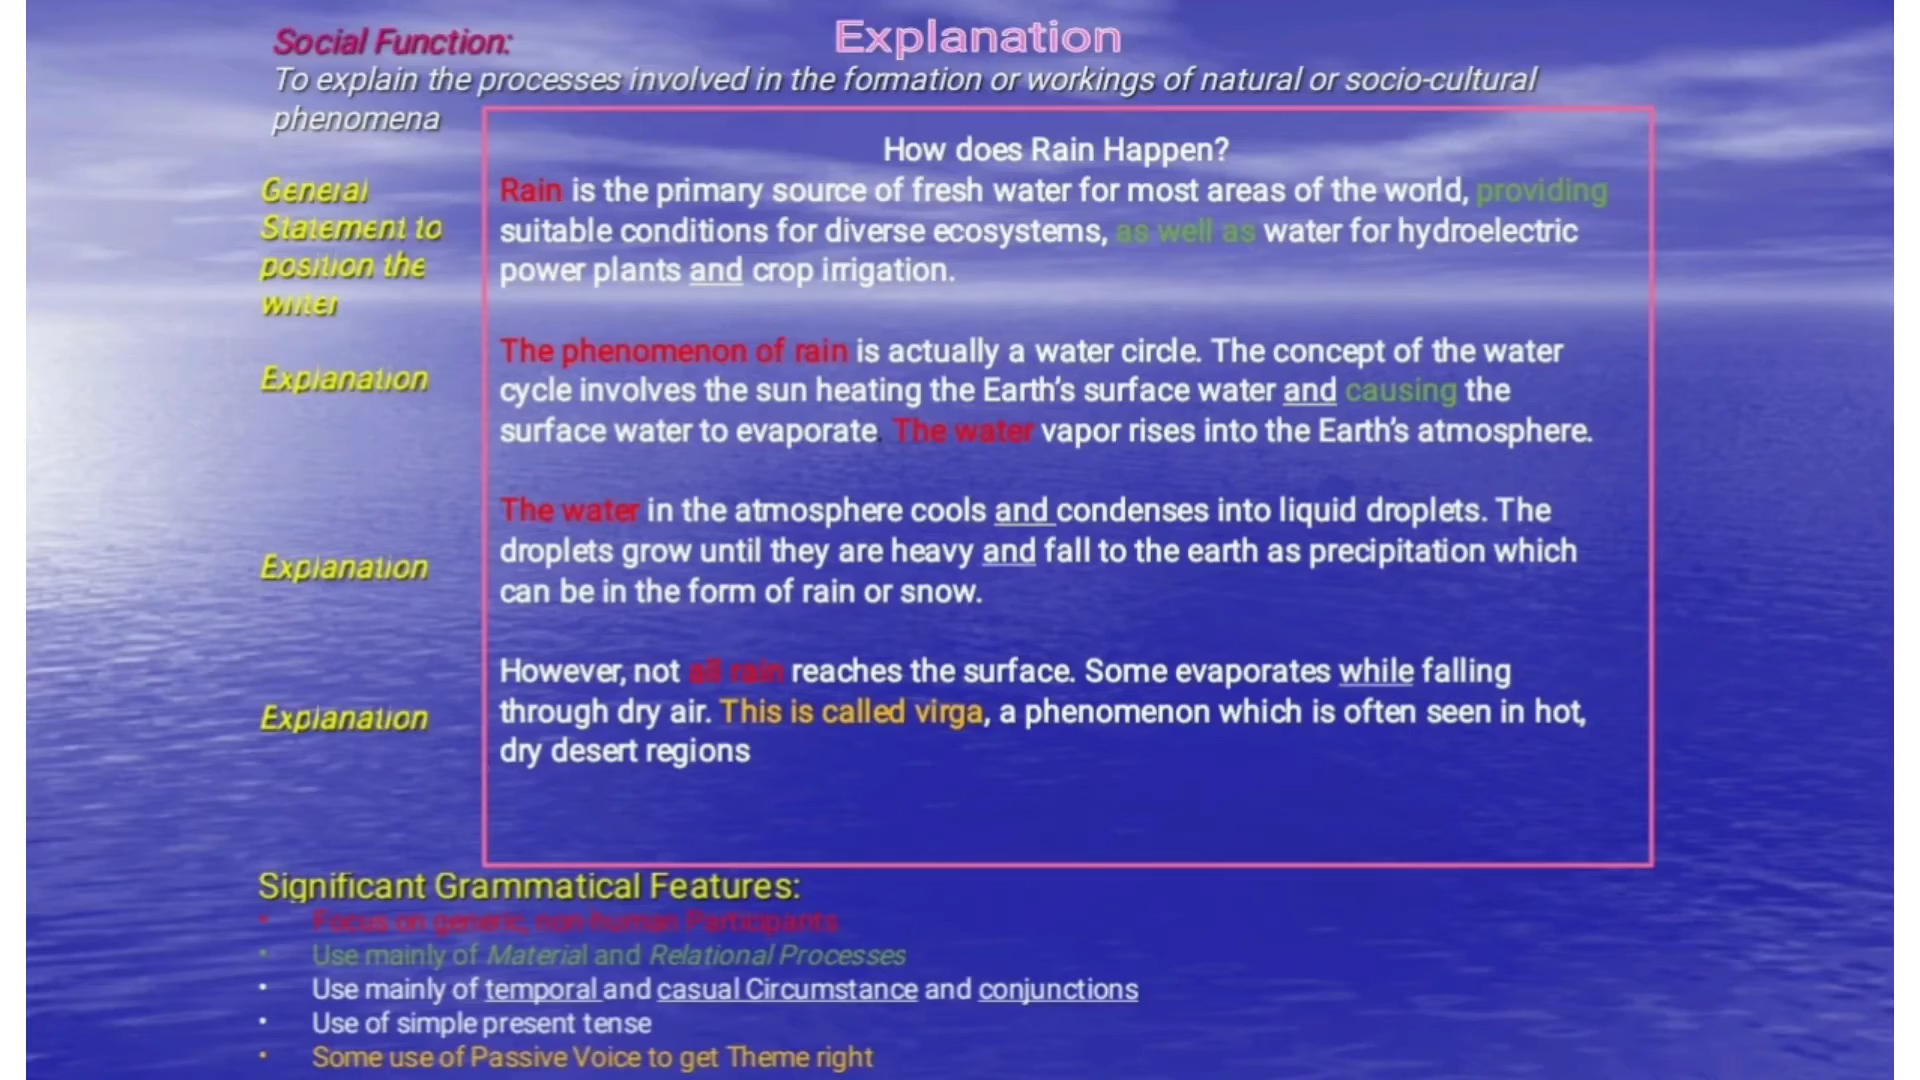 Explanation
Social Function:
To explain the processes involved in the formation or workings of natural or socio-cultural
phenomena
How does Rain Happen?
General
Statement to
position the
writer
Rain is the primary source of fresh water for most areas of the world, providing
suitable conditions for diverse ecosystems, as well as water for hydroelectric
power plants and crop irrigation.
Explanation
The phenomenon of rain is actually a water circle. The concept of the water
cycle involves the sun heating the Earth's surface water and causing the
surface water to evaporate. The water vapor rises into the Earth's atmosphere.
Explanation
The water in the atmosphere cools and condenses into liquid droplets. The
droplets grow until they are heavy and fall to the earth as precipitation which
can be in the form of rain or snow.
Explanation
However, not all rain reaches the surface. Some evaporates while falling
through dry air. This is called virga, a phenomenon which is often seen in hot,
dry desert regions
Significant Grammatical Features:
• Focus on generic, non-human Participants
• Use mainly of Material and Relational Processes
• Use mainly of temporal and casual Circumstance and conjunctions
• Use of simple present tense
• Some use of Passive Voice to get Theme right